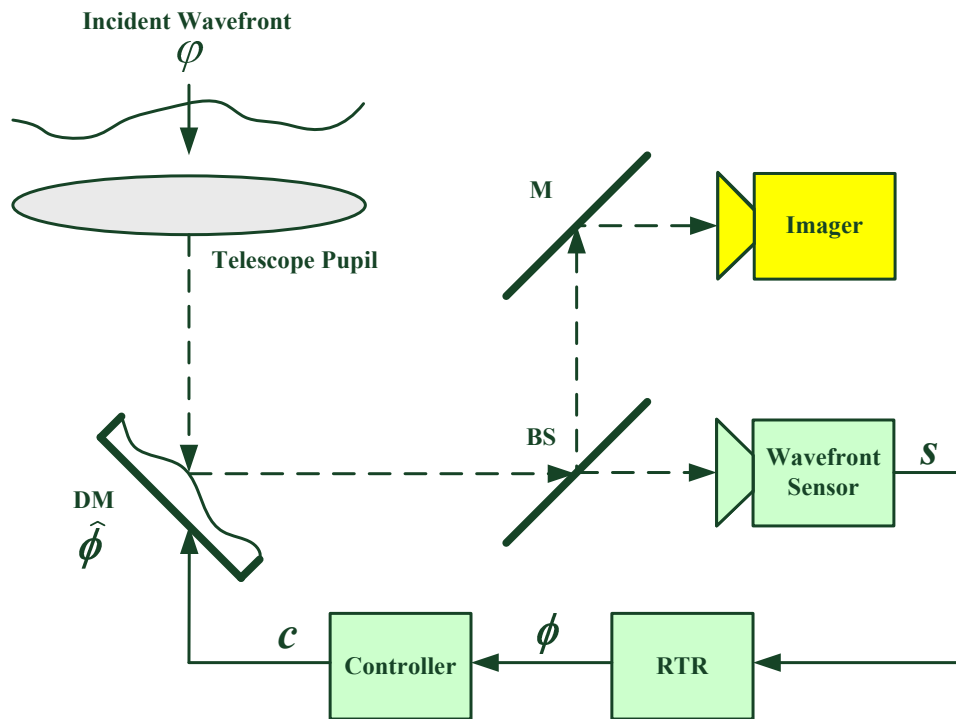 Incident Wavefront
φ
Telescope Pupil
M
Imager
BS
Wavefront
Sensor
s
DM
ϕ̂
c
Controller
ϕ
RTR